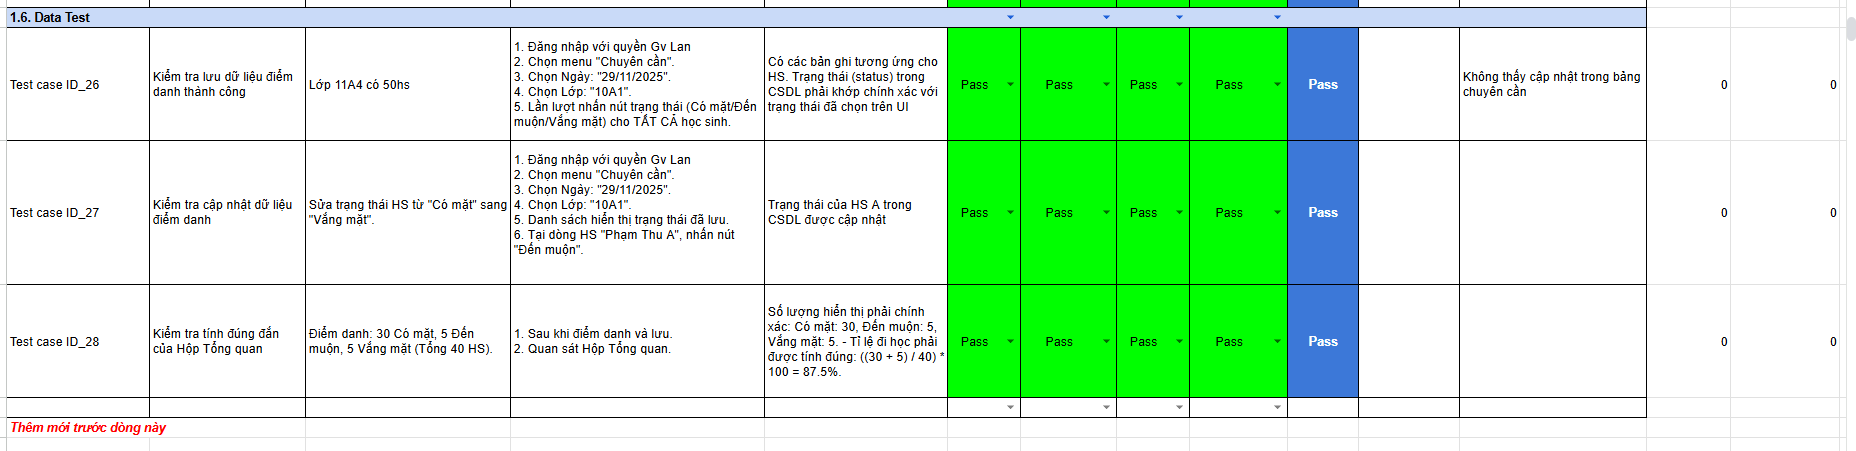 1.6. Data Test
Test case ID_26
Kiểm tra lưu dữ liệu điểm
danh thành công
Lớp 11A4 có 50hs
1. Đăng nhập với quyền Gv Lan
2. Chọn menu "Chuyên cần".
3. Chọn Ngày: "29/11/2025".
4. Chọn Lớp: "10A1".
5. Lần lượt nhấn nút trạng thái (Có mặt/Đến
muộn/Vắng mặt) cho TẤT CẢ học sinh.
Có các bản ghi tương ứng cho
HS. Trạng thái (status) trong
CSDL phải khớp chính xác với
trạng thái đã chọn trên UI
Pass
Pass
Pass
Pass
Pass
Không thấy cập nhật trong bảng
chuyên cần
0
0
Test case ID_27
Kiểm tra cập nhật dữ liệu
điểm danh
Sửa trạng thái HS từ "Có mặt" sang
"Vắng mặt".
1. Đăng nhập với quyền Gv Lan
2. Chọn menu "Chuyên cần".
3. Chọn Ngày: "29/11/2025".
4. Chọn Lớp: "10A1".
5. Danh sách hiển thị trạng thái đã lưu.
6. Tại dòng HS "Phạm Thu A", nhấn nút
"Đến muộn".
Trạng thái của HS A trong
CSDL được cập nhật
Pass
Pass
Pass
Pass
Pass
0
0
Test case ID_28
Kiểm tra tính đúng đắn
của Hộp Tổng quan
Điểm danh: 30 Có mặt, 5 Đến
muộn, 5 Vắng mặt (Tổng 40 HS).
1. Sau khi điểm danh và lưu.
2. Quan sát Hộp Tổng quan.
Số lượng hiển thị phải chính
xác: Có mặt: 30, Đến muộn: 5,
Vắng mặt: 5. - Tỉ lệ đi học phải
được tính đúng: ((30 + 5) / 40) *
100 = 87.5%.
Pass
Pass
Pass
Pass
Pass
0
0
Thêm mới trước dòng này